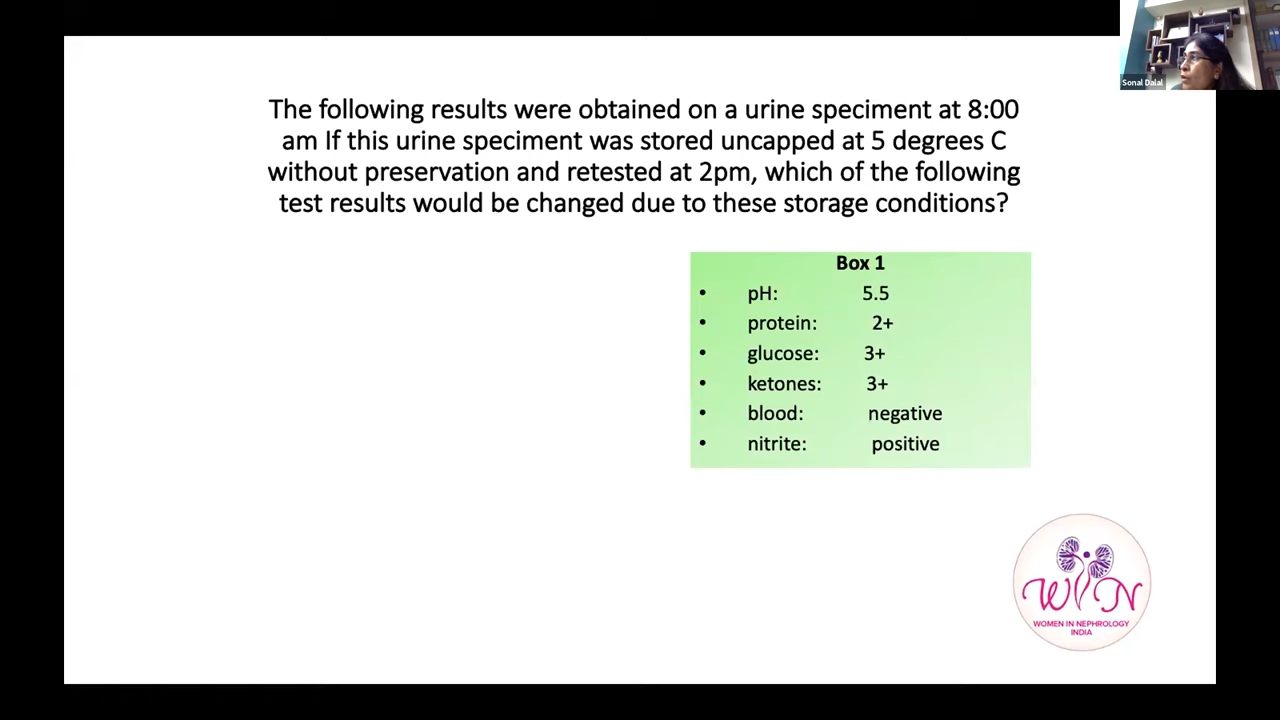 Sonal Dalal
The following results were obtained on a urine speciment at 8:00
am If this urine speciment was stored uncapped at 5 degrees C
without preservation and retested at 2pm, which of the following
test results would be changed due to these storage conditions?
Box 1
• pH: 5.5
• protein: 2+
• glucose: 3+
• ketones: 3+
• blood: negative
• nitrite: positive
WIN
WOMEN IN NEPHROLOGY
INDIA